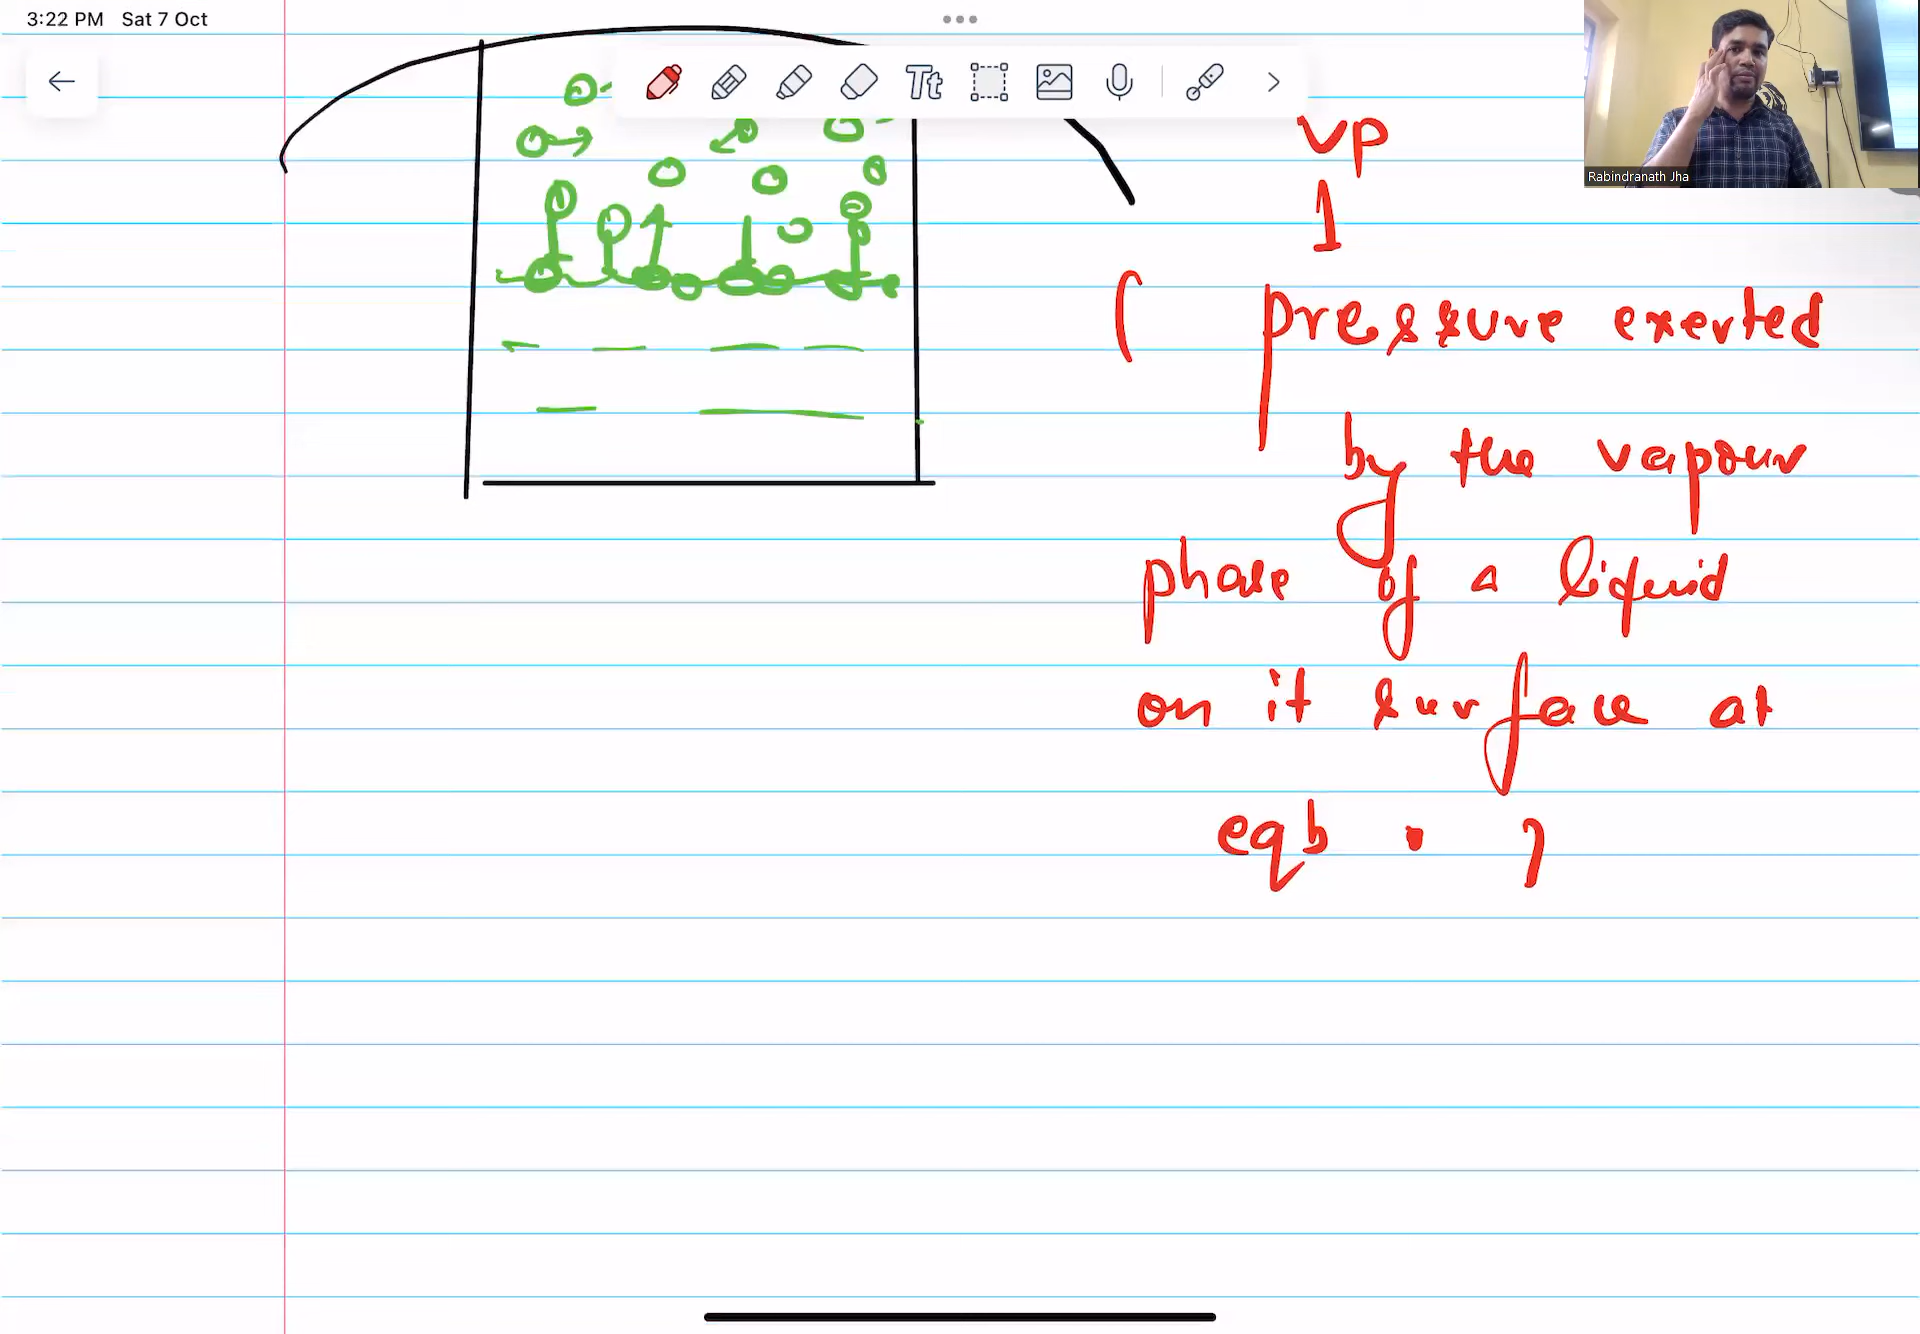 3:22 PM Sat 7 Oct
Tt
Rabindranath Jha
vp
( pressure exerted
by the vapour
phase of a liquid
on it surface at
eqb . )